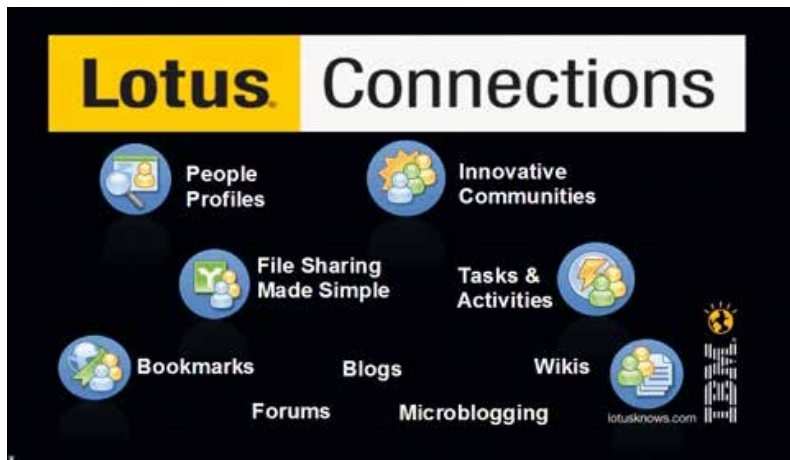 Lotus. Connections
People
Profiles
Innovative
Communities
File Sharing
Made Simple
Tasks &
Activities
Bookmarks
Blogs
Wikis
Forums
Microblogging
lotusknows.com
IBM